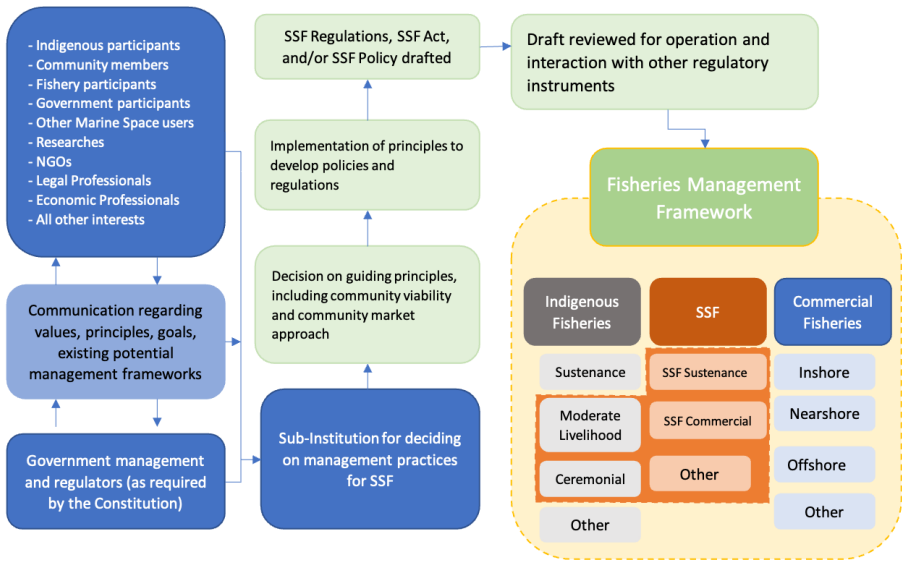 - Indigenous participants
- Community members
- Fishery participants
- Government participants
- Other Marine Space users
- Researches
- NGOs
- Legal Professionals
- Economic Professionals
- All other interests
Communication regarding
values, principles, goals,
existing potential
management frameworks
Government management
and regulators (as required
by the Constitution)
Sub-Institution for deciding
on management practices
for SSF
Decision on guiding principles,
including community viability
and community market
approach
Implementation of principles to
develop policies and
regulations
SSF Regulations, SSF Act,
and/or SSF Policy drafted
Draft reviewed for operation and
interaction with other regulatory
instruments
Fisheries Management
Framework
Indigenous
Fisheries
Sustenance
Moderate
Livelihood
Ceremonial
Other
SSF
SSF Sustenance
SSF Commercial
Other
Commercial
Fisheries
Inshore
Nearshore
Offshore
Other